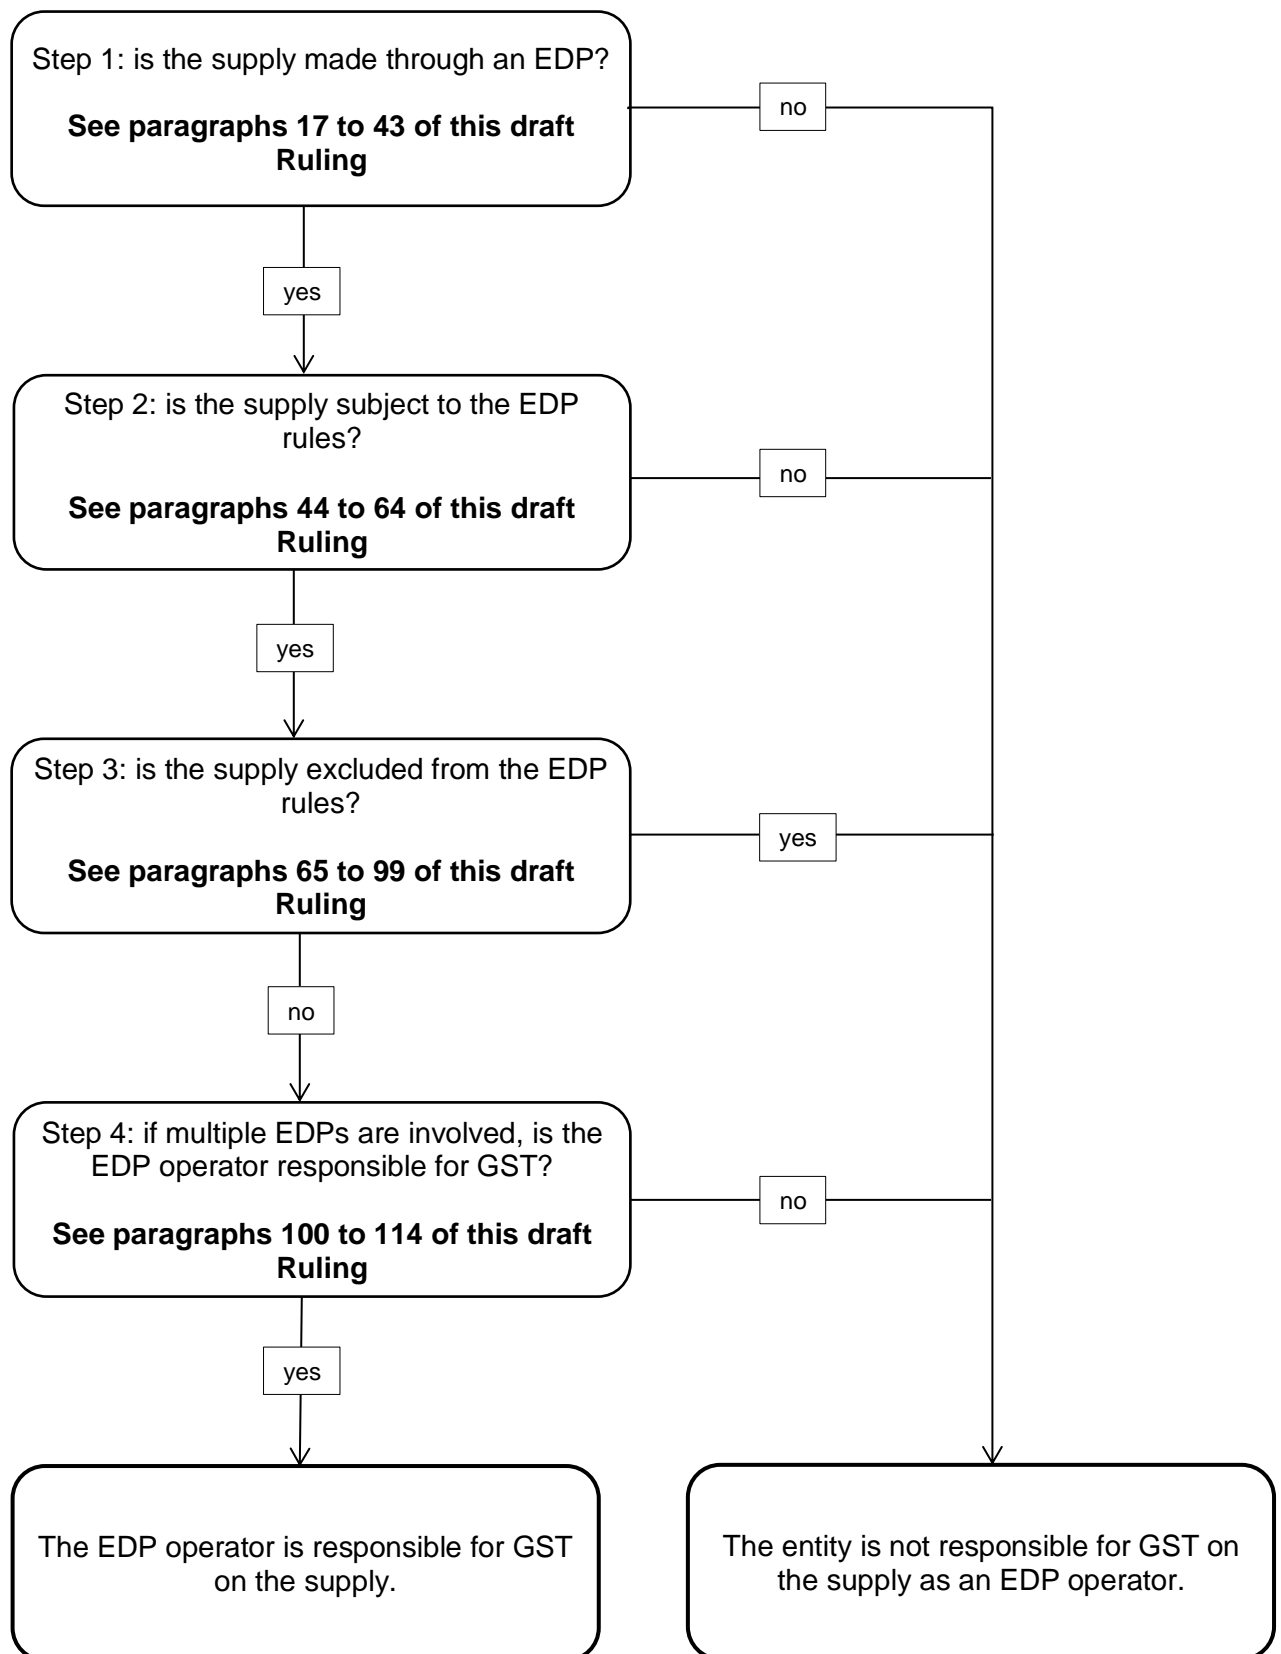 Step 1: is the supply made through an EDP?
See paragraphs 17 to 43 of this draft
Ruling
no
yes
Step 2: is the supply subject to the EDP
rules?
See paragraphs 44 to 64 of this draft
Ruling
no
yes
Step 3: is the supply excluded from the EDP
rules?
See paragraphs 65 to 99 of this draft
Ruling
yes
no
Step 4: if multiple EDPs are involved, is the
EDP operator responsible for GST?
See paragraphs 100 to 114 of this draft
Ruling
no
yes
The EDP operator is responsible for GST
on the supply.
The entity is not responsible for GST on
the supply as an EDP operator.